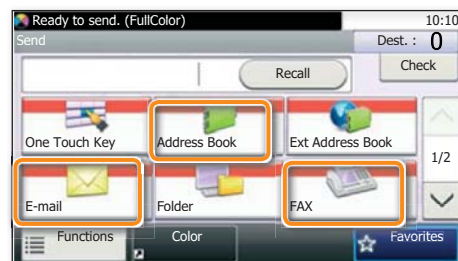 Ready to send. (FullColor) 10:10
Send Dest. : 0
Recall Check
One Touch Key Address Book Ext Address Book
1/2
E-mail Folder FAX
Functions Color Favorites